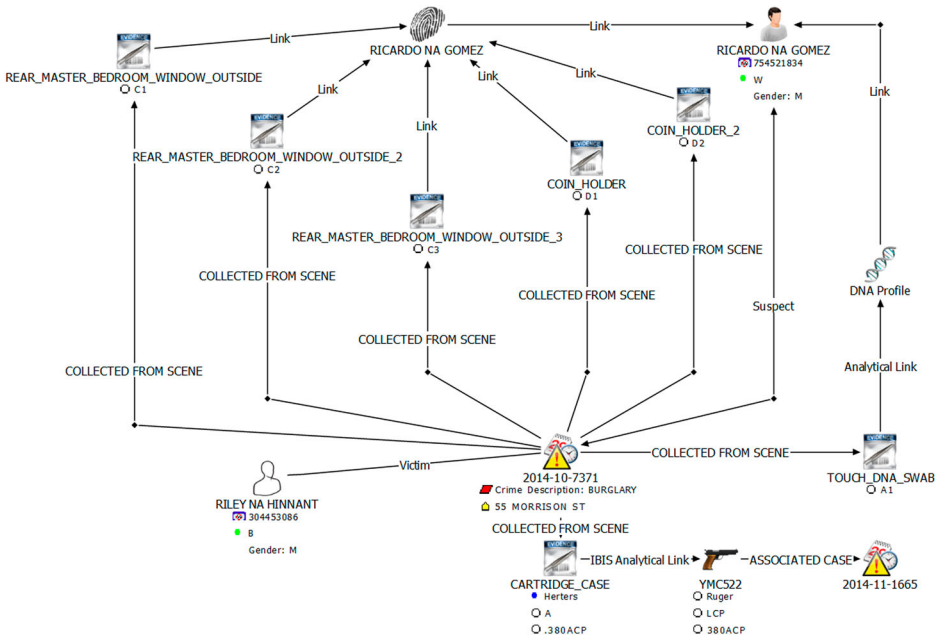 Link
Link
RICARDO NA GOMEZ
RICARDO NA GOMEZ
754521834
W
Gender: M
EVIDENCE
REAR_MASTER_BEDROOM_WINDOW_OUTSIDE
C1
Link
Link
Link
Link
EVIDENCE
COIN_HOLDER_2
D2
EVIDENCE
REAR_MASTER_BEDROOM_WINDOW_OUTSIDE_2
C2
Link
EVIDENCE
COIN_HOLDER
D1
EVIDENCE
REAR_MASTER_BEDROOM_WINDOW_OUTSIDE_3
C3
COLLECTED FROM SCENE
COLLECTED FROM SCENE
COLLECTED FROM SCENE
DNA Profile
Suspect
COLLECTED FROM SCENE
COLLECTED FROM SCENE
Analytical Link
EVIDENCE
COLLECTED FROM SCENE
TOUCH_DNA_SWAB
A1
Victim
RILEY NA HINNANT
304453086
B
Gender: M
2014-10-7371
Crime Description: BURGLARY
55 MORRISON ST
COLLECTED FROM SCENE
EVIDENCE
CARTRIDGE_CASE
Herters
A
.380ACP
IBIS Analytical Link
YMC522
Ruger
LCP
380ACP
ASSOCIATED CASE
2014-11-1665